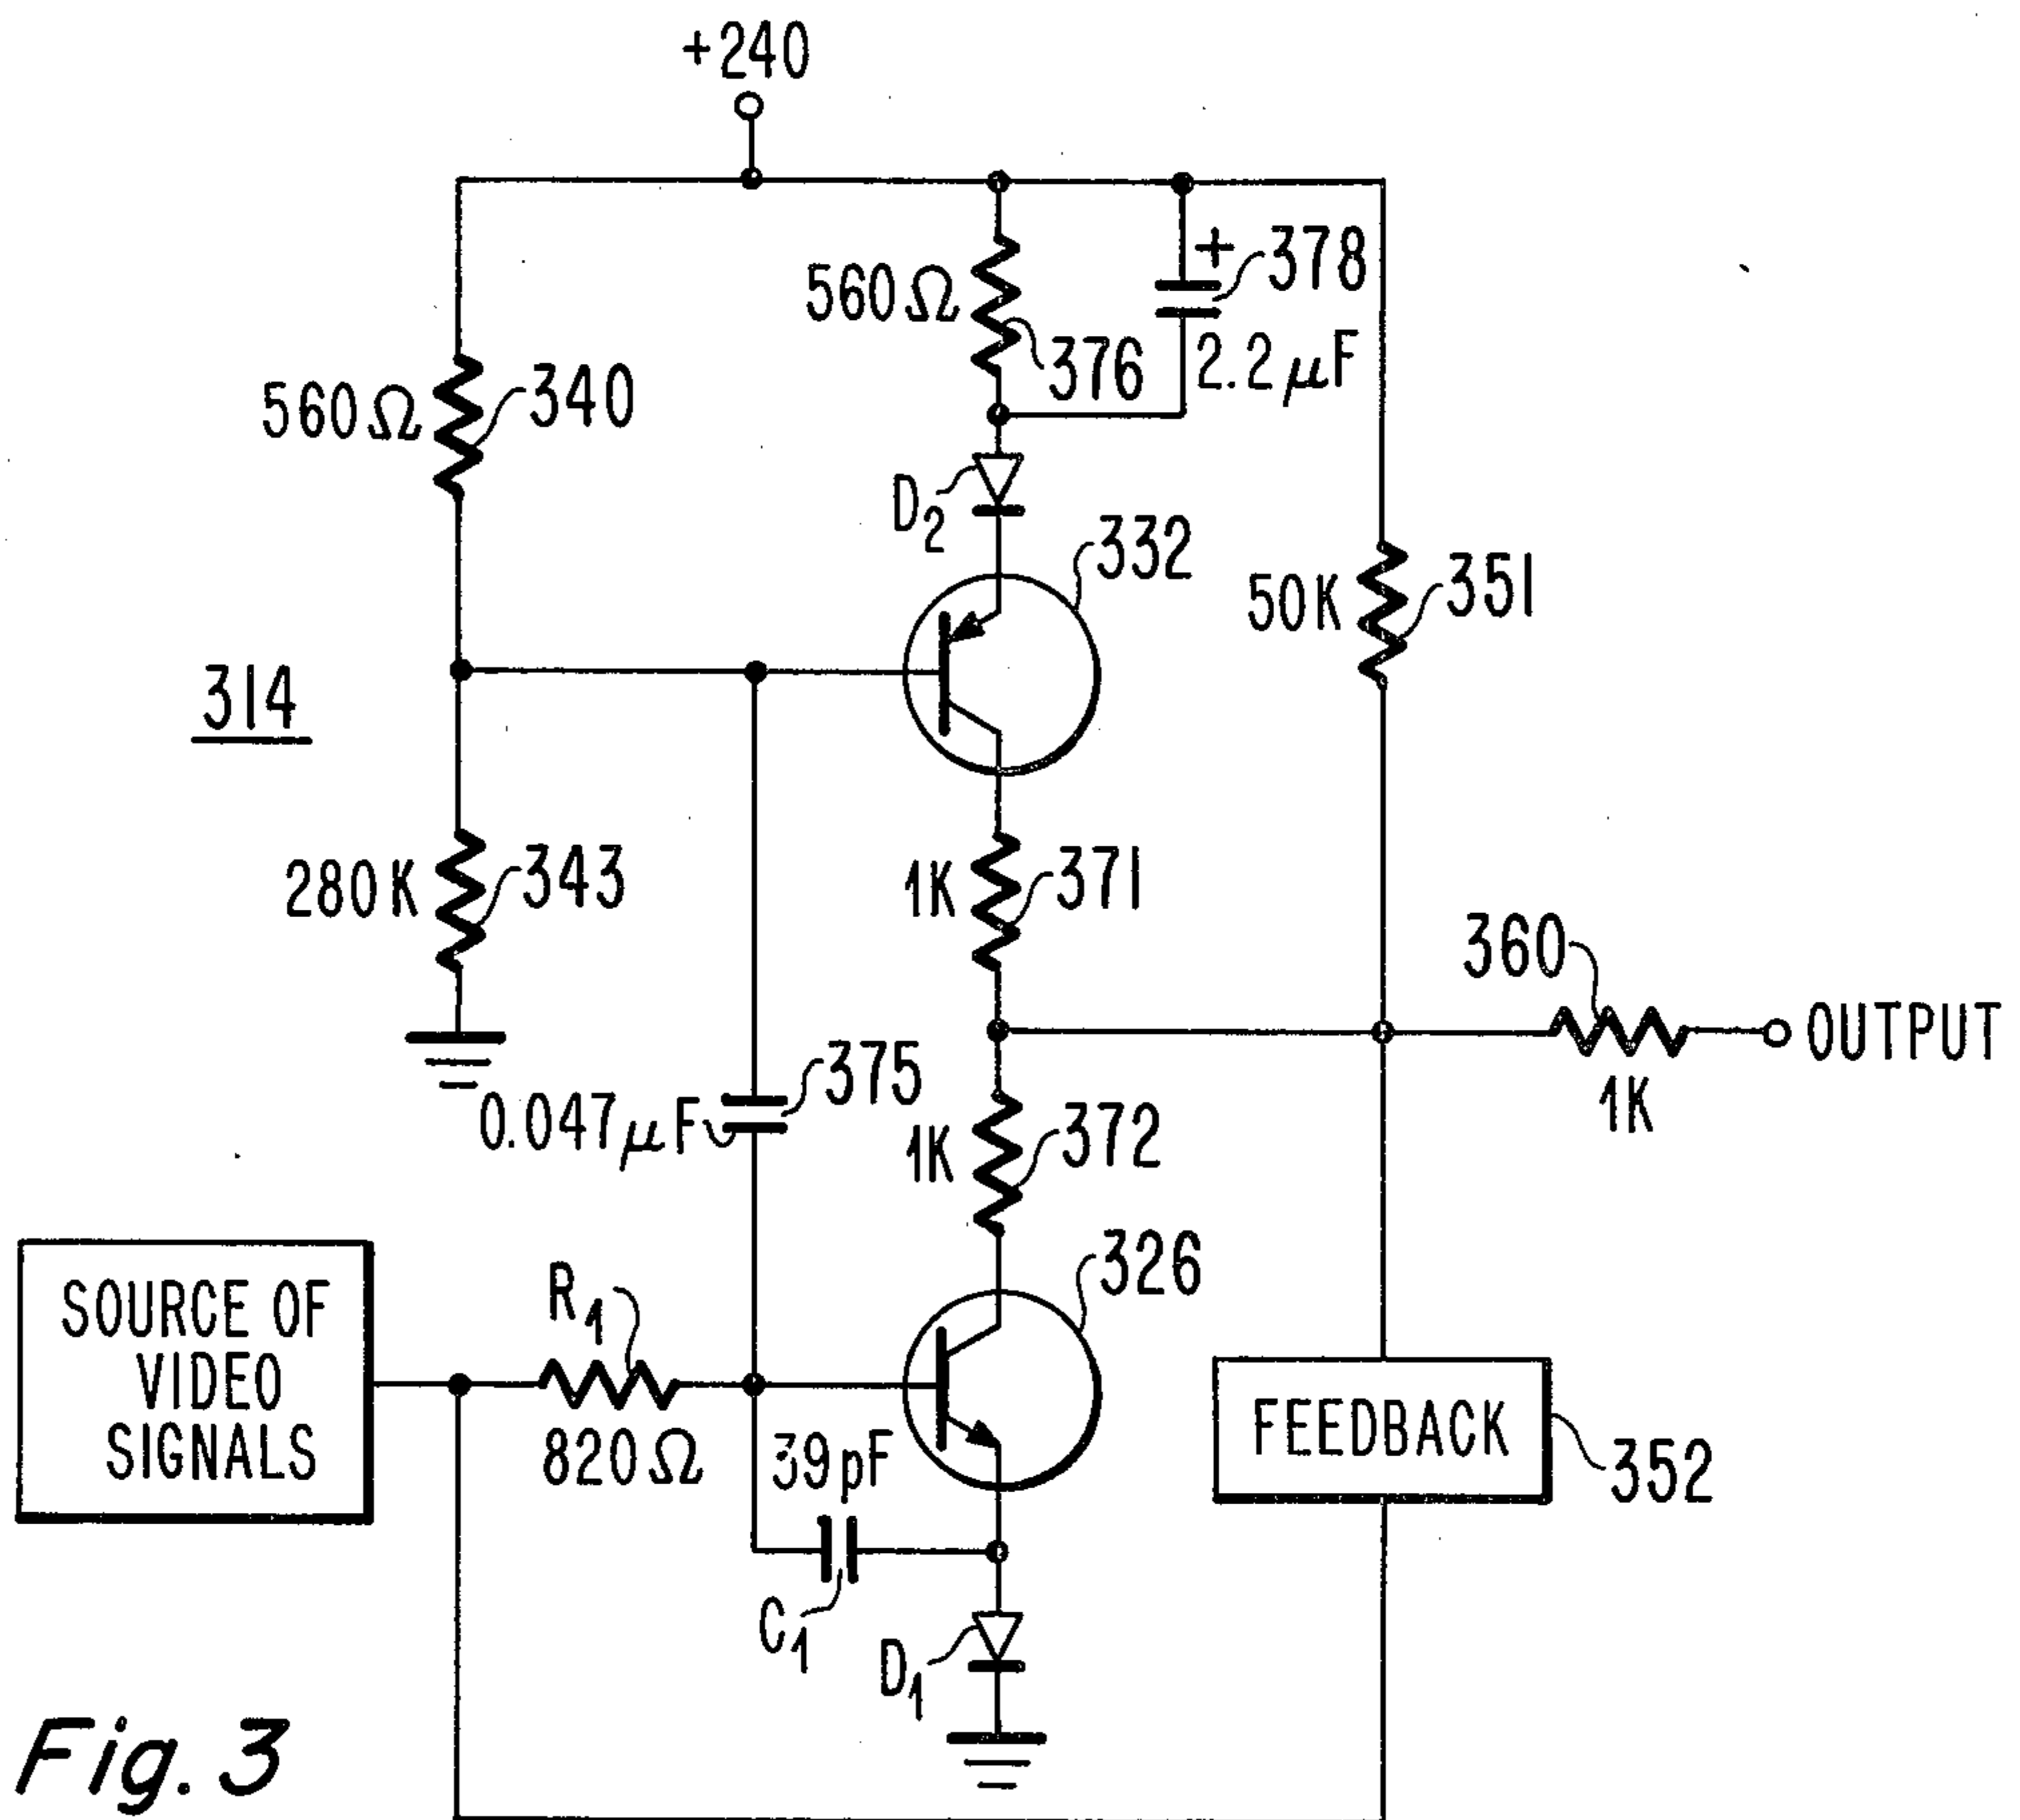 +240
560Ω
376
+
378
2.2μF
560Ω
340
D2
332
50K
351
314
280K
343
1K
371
360
OUTPUT
1K
0.047μF
375
1K
372
SOURCE OF
VIDEO
SIGNALS
R1
820Ω
326
39pF
C1
D1
FEEDBACK
352
Fig. 3